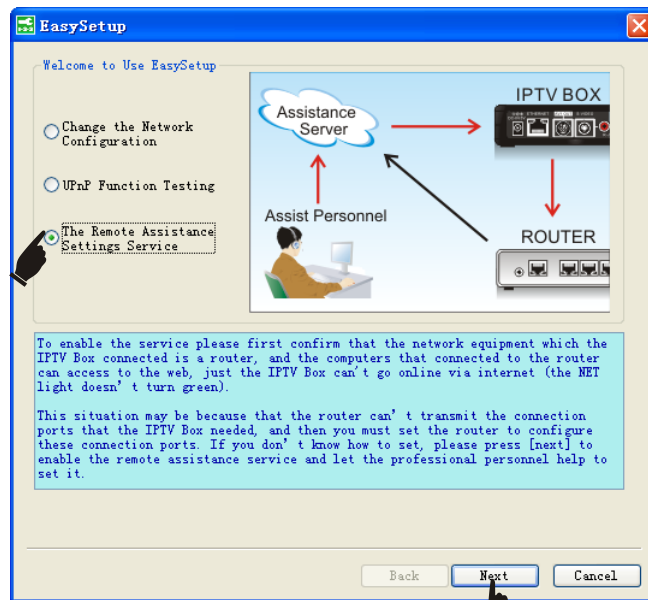 EasySetup
Welcome to Use EasySetup
Change the Network
Configuration
UPnP Function Testing
The Remote Assistance
Settings Service
Assistance
Server
IPTV BOX
Assist Personnel
ROUTER
To enable the service please first confirm that the network equipment which the
IPTV Box connected is a router, and the computers that connected to the router
can access to the web, just the IPTV Box can't go online via internet (the NET
light doesn’t turn green).
This situation may be because that the router can’t transmit the connection
ports that the IPTV Box needed, and then you must set the router to configure
these connection ports. If you don’t know how to set, please press [next] to
enable the remote assistance service and let the professional personnel help to
set it.
Back Next Cancel